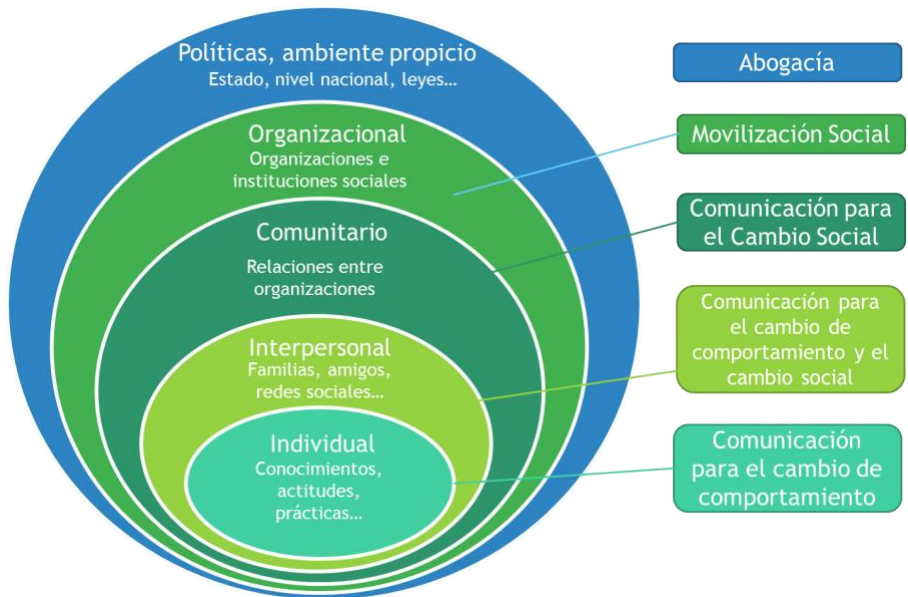 Políticas, ambiente propicio
Estado, nivel nacional, leyes…
Organizacional
Organizaciones e
instituciones sociales
Comunitario
Relaciones entre
organizaciones
Interpersonal
Familias, amigos,
redes sociales…
Individual
Conocimientos,
actitudes,
prácticas…
Abogacía
Movilización Social
Comunicación para
el Cambio Social
Comunicación para
el cambio de
comportamiento y el
cambio social
Comunicación
para el cambio de
comportamiento